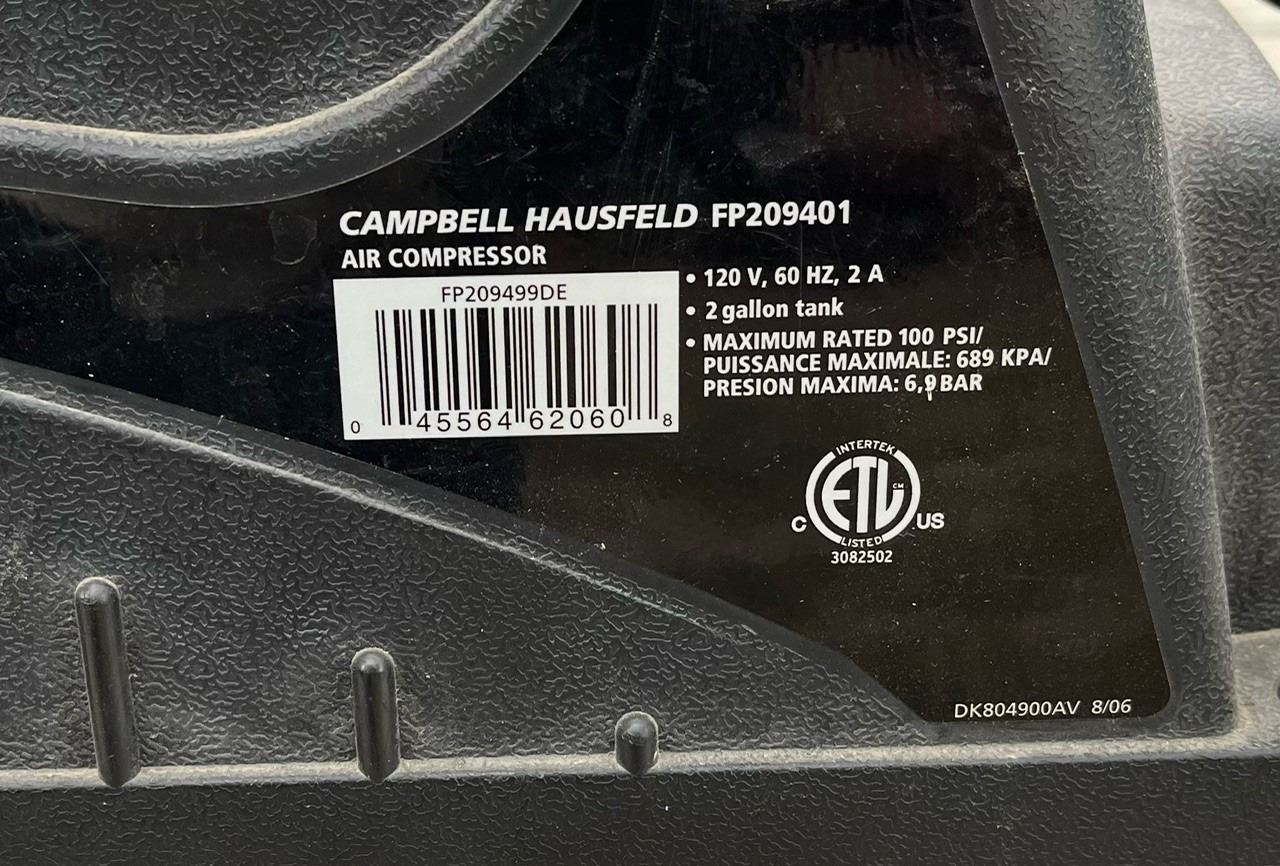 CAMPBELL HAUSFELD FP209401
AIR COMPRESSOR
FP209499DE
0 45564 62060 8
• 120 V, 60 HZ, 2 A
• 2 gallon tank
• MAXIMUM RATED 100 PSI/
PUISSANCE MAXIMALE: 689 KPA/
PRESION MAXIMA: 6,9 BAR
INTERTEK
ETL CM
C US
LISTED
3082502
DK804900AV 8/06